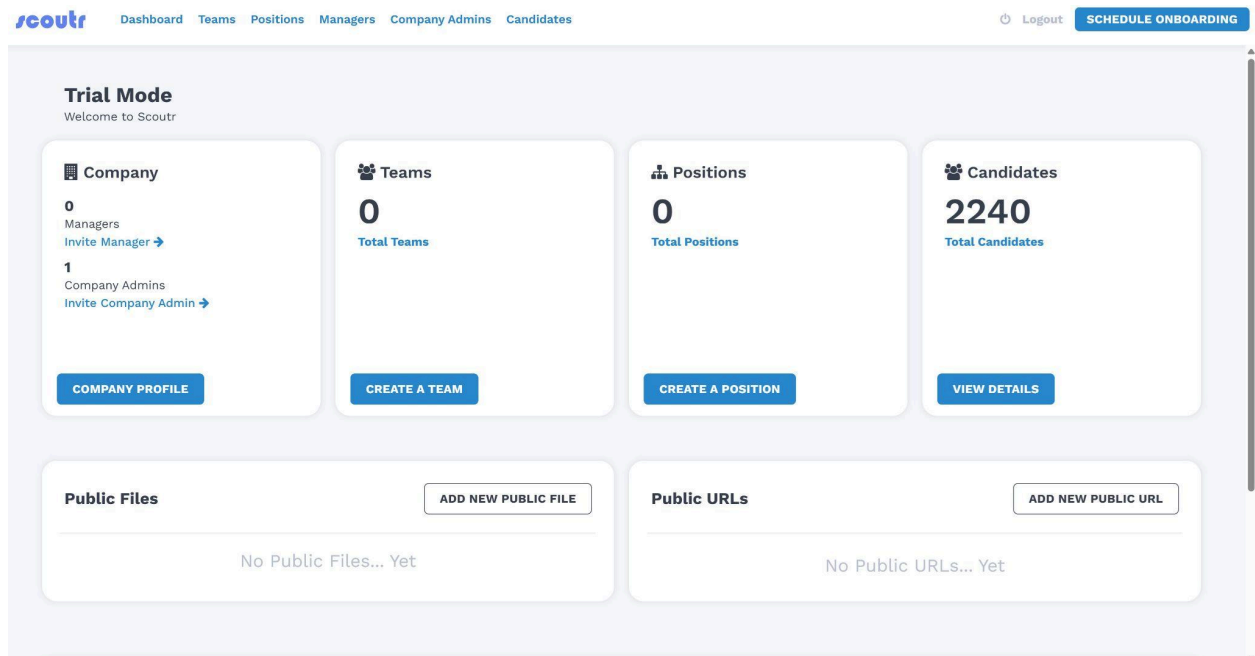 scoutr
Dashboard Teams Positions Managers Company Admins Candidates
Logout SCHEDULE ONBOARDING
Trial Mode
Welcome to Scoutr
Company
0
Managers
Invite Manager
1
Company Admins
Invite Company Admin
COMPANY PROFILE
Teams
0
Total Teams
CREATE A TEAM
Positions
0
Total Positions
CREATE A POSITION
Candidates
2240
Total Candidates
VIEW DETAILS
Public Files
ADD NEW PUBLIC FILE
No Public Files... Yet
Public URLs
ADD NEW PUBLIC URL
No Public URLs... Yet